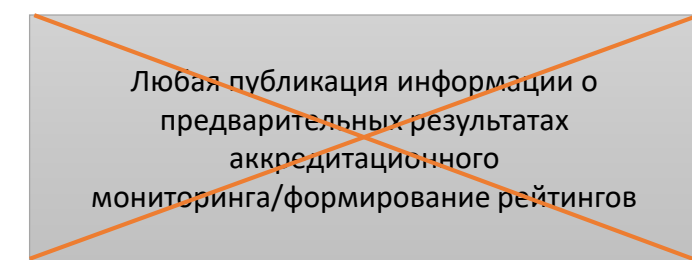 Любая публикация информации о
предварительных результатах
аккредитационного
мониторинга/формирование рейтингов